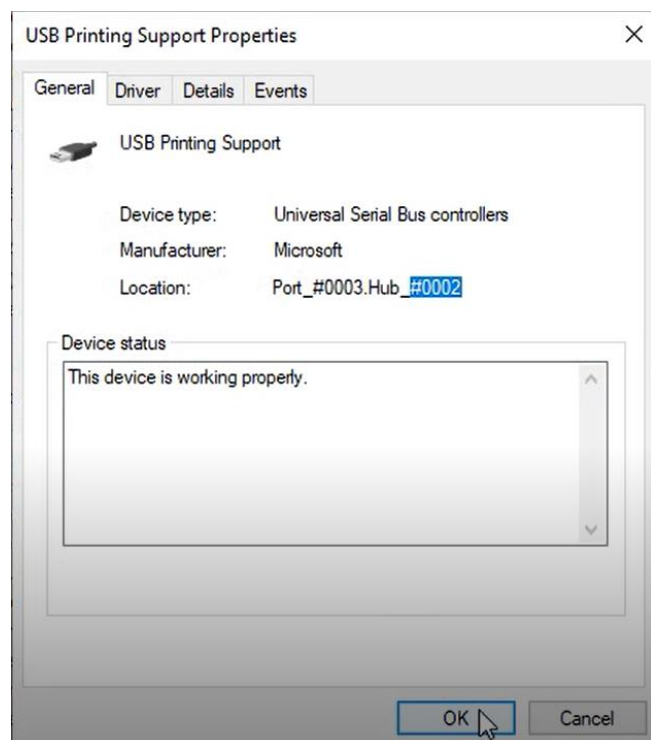 USB Printing Support Properties
General Driver Details Events
USB Printing Support
Device type: Universal Serial Bus controllers
Manufacturer: Microsoft
Location: Port_#0003.Hub_#0002
Device status
This device is working properly.
OK Cancel